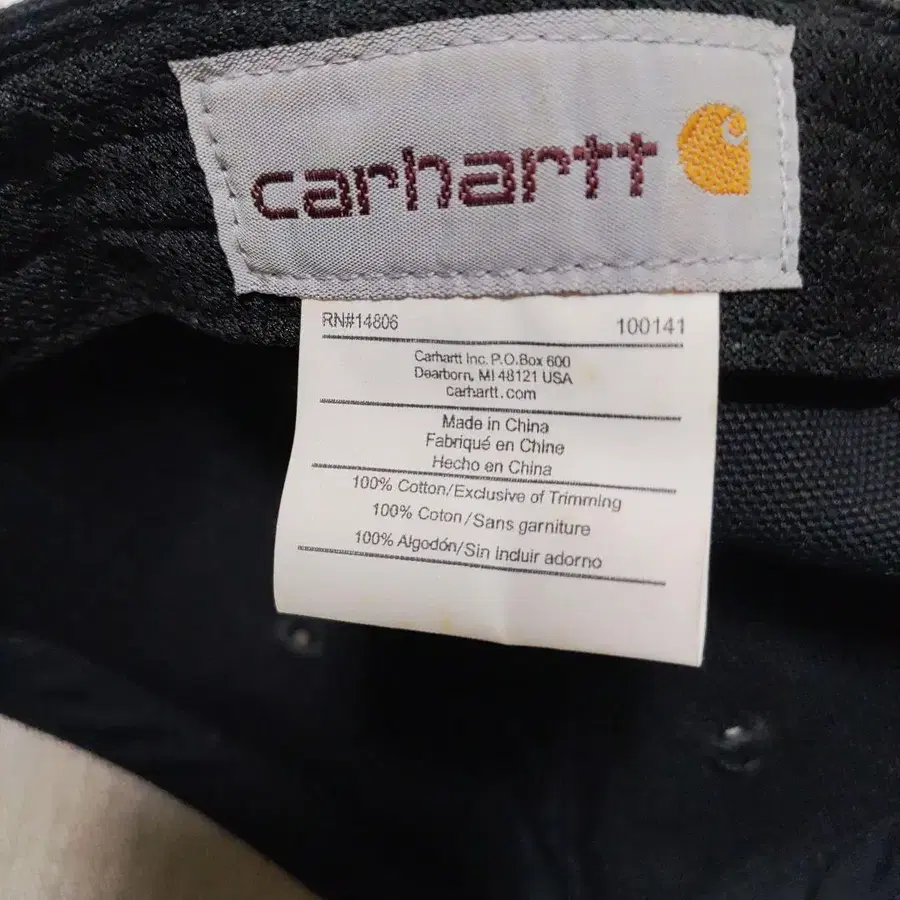 carhartt
RN#14806 100141
Carhartt Inc. P.O.Box 600
Dearborn, MI 48121 USA
carhartt.com
Made in China
Fabriqué en Chine
Hecho en China
100% Cotton/Exclusive of Trimming
100% Coton/Sans garniture
100% Algodón/Sin incluir adorno